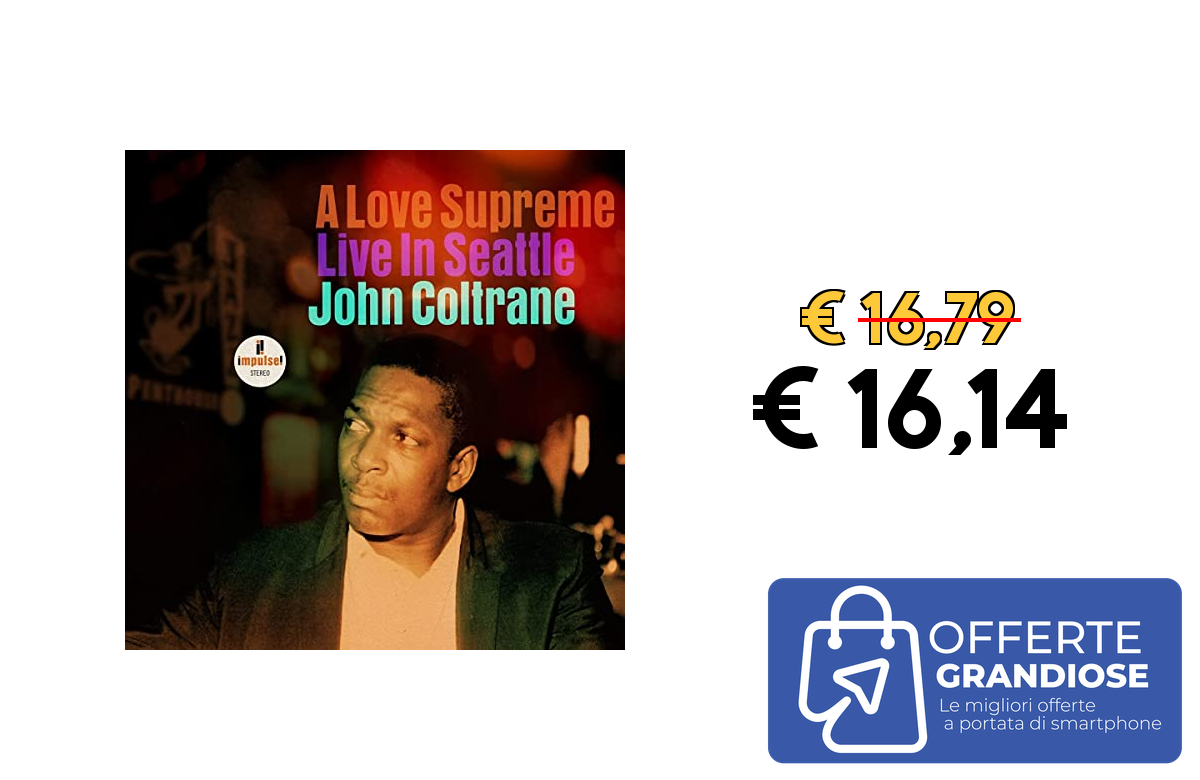 A Love Supreme
Live In Seattle
John Coltrane
impulse!
STEREO
PENTHOUSE
€ 16,79
€ 16,14
OFFERTE
GRANDIOSE
Le migliori offerte
a portata di smartphone